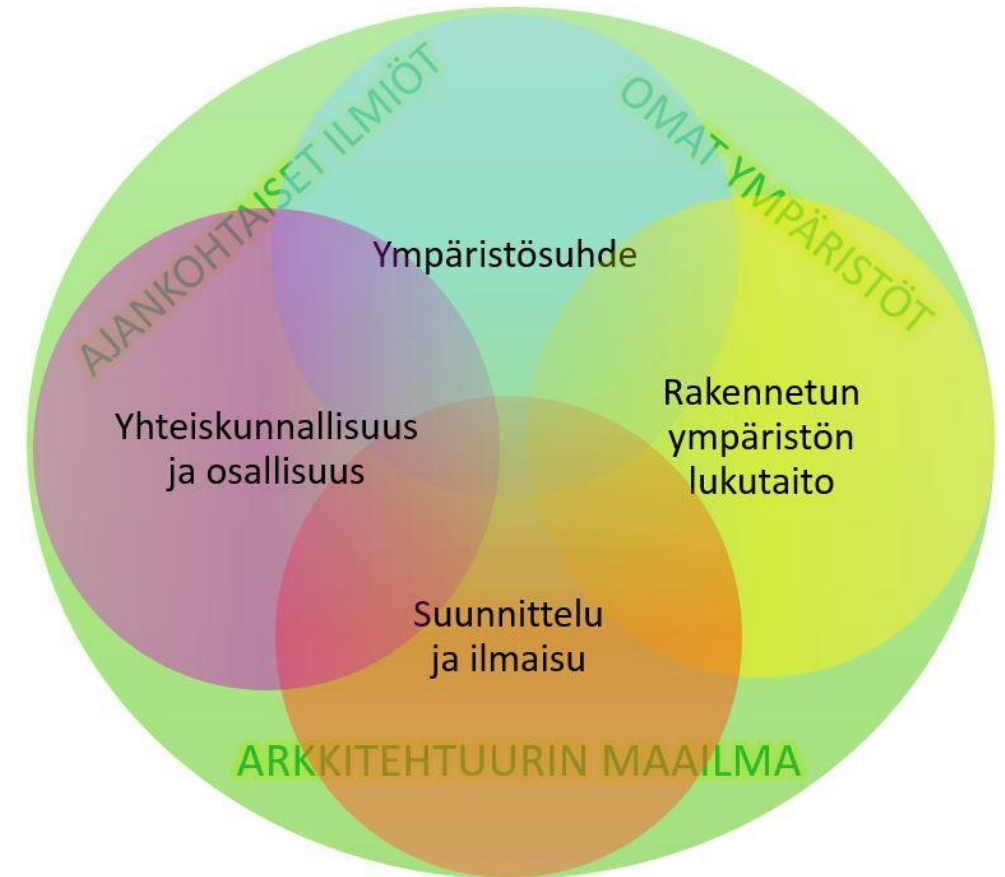 AJANKOHTAISET ILMIÖT
OMAT YMPÄRISTÖT
Ympäristösuhde
Yhteiskunnallisuus
ja osallisuus
Rakennetun
ympäristön
lukutaito
Suunnittelu
ja ilmaisu
ARKKITEHTUURIN MAAILMA